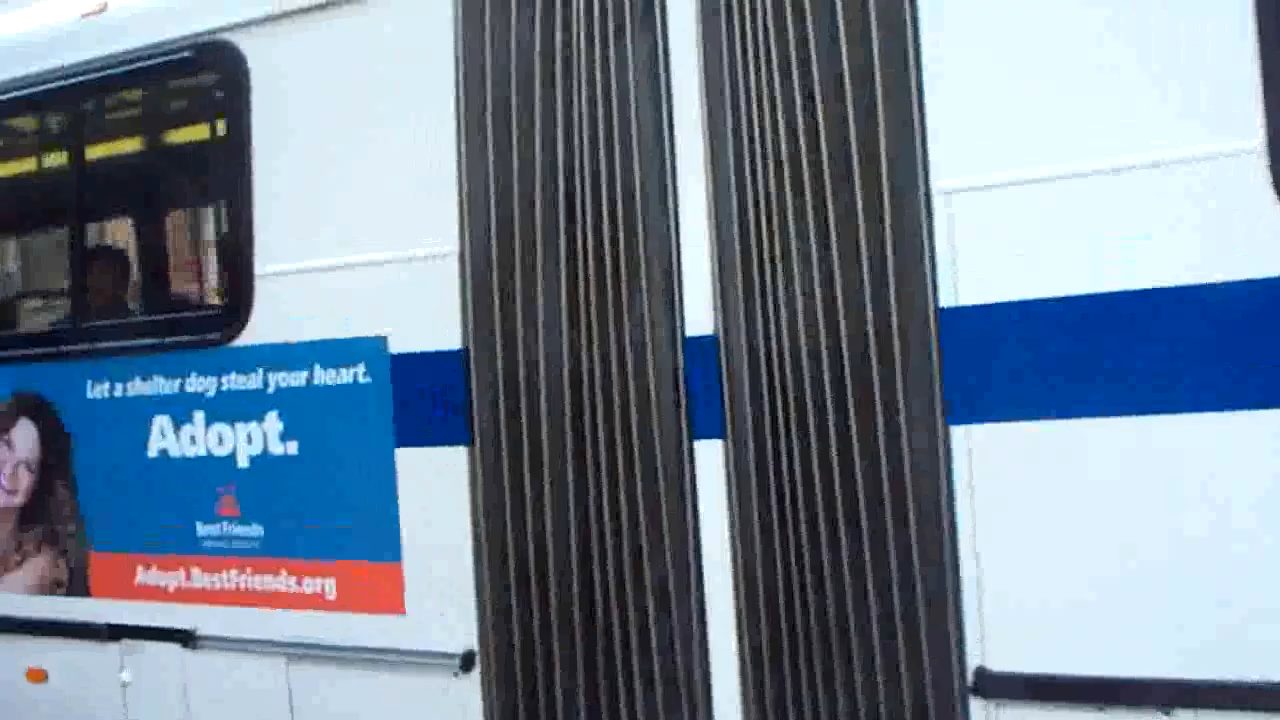 Let a shelter dog steal your heart.
Adopt.
Best Friends
Adopt.BestFriends.org